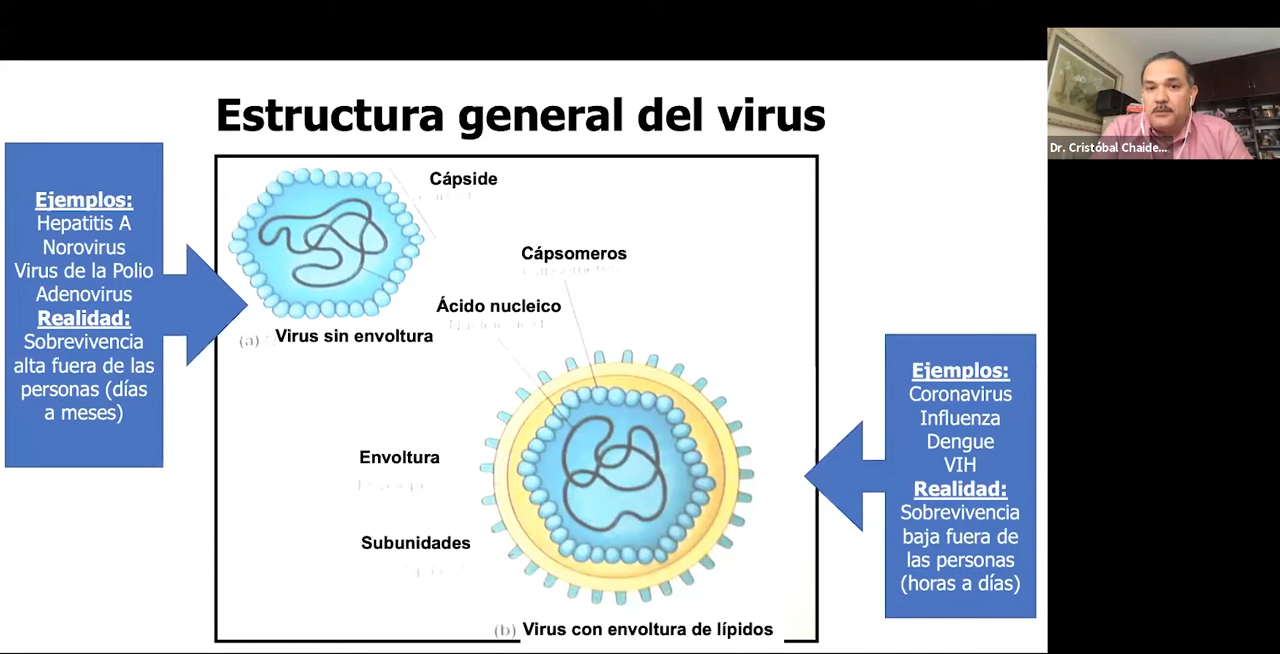 Estructura general del virus
Dr. Cristóbal Chaide...
Ejemplos:
Hepatitis A
Norovirus
Virus de la Polio
Adenovirus
Realidad:
Sobrevivencia
alta fuera de las
personas (días
a meses)
Cápside
Cápsomeros
Ácido nucleico
(a) Virus sin envoltura
Envoltura
Subunidades
(b) Virus con envoltura de lípidos
Ejemplos:
Coronavirus
Influenza
Dengue
VIH
Realidad:
Sobrevivencia
baja fuera de
las personas
(horas a días)